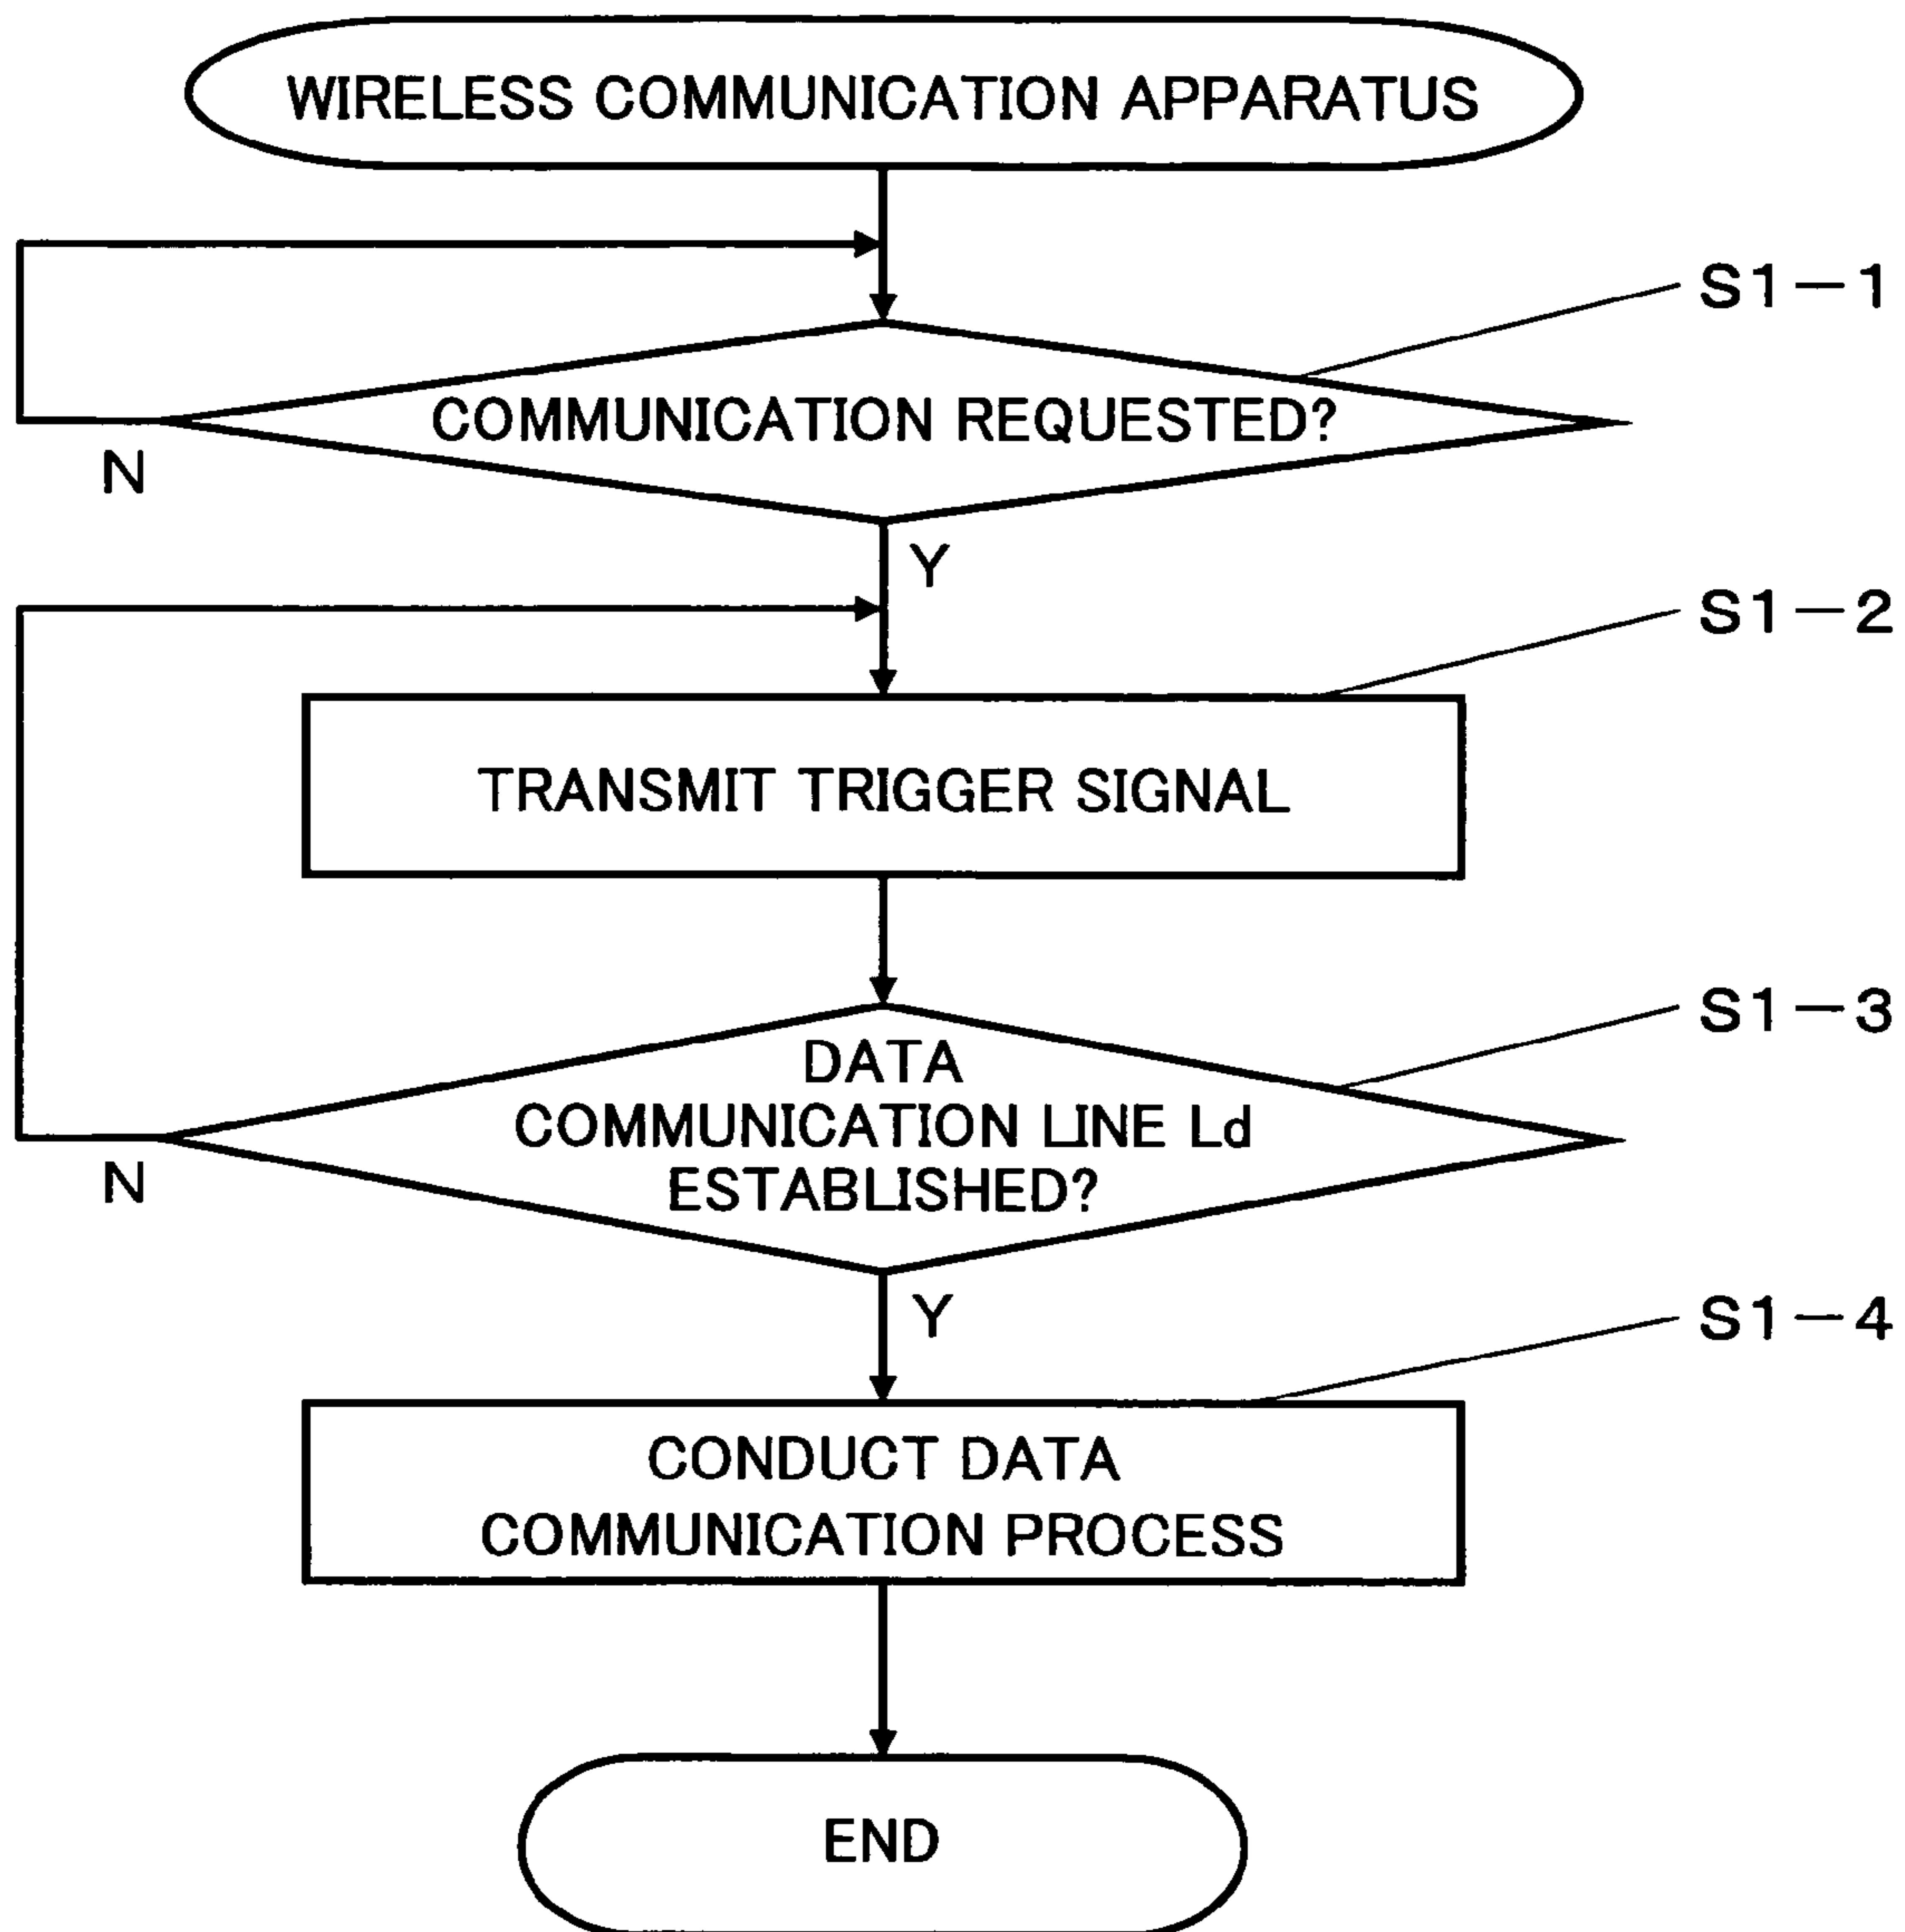 WIRELESS COMMUNICATION APPARATUS
S1-1
COMMUNICATION REQUESTED?
N
Y
S1-2
TRANSMIT TRIGGER SIGNAL
S1-3
DATA
COMMUNICATION LINE Ld
ESTABLISHED?
N
Y
S1-4
CONDUCT DATA
COMMUNICATION PROCESS
END